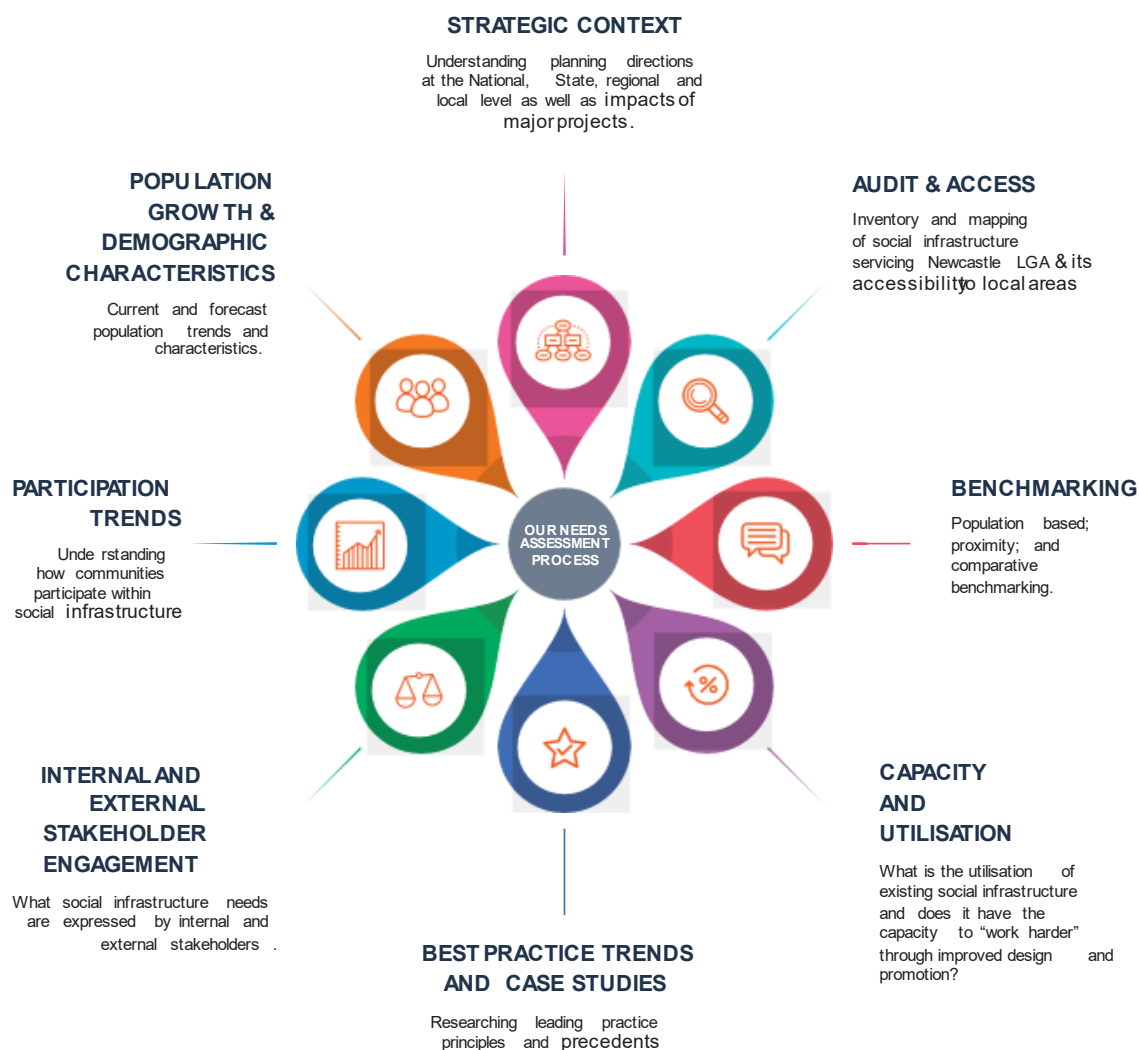 STRATEGIC CONTEXT
Understanding planning directions
at the National, State, regional and
local level as well as impacts of
major projects.
POPULATION
GROWTH &
DEMOGRAPHIC
CHARACTERISTICS
Current and forecast
population trends and
characteristics.
AUDIT & ACCESS
Inventory and mapping
of social infrastructure
servicing Newcastle LGA & its
accessibility to local areas
PARTICIPATION
TRENDS
Understanding
how communities
participate within
social infrastructure
OUR NEEDS
ASSESSMENT
PROCESS
BENCHMARKING
Population based;
proximity; and
comparative
benchmarking.
%
INTERNAL AND
EXTERNAL
STAKEHOLDER
ENGAGEMENT
What social infrastructure needs
are expressed by internal and
external stakeholders .
CAPACITY
AND
UTILISATION
What is the utilisation of
existing social infrastructure
and does it have the
capacity to “work harder”
through improved design and
promotion?
BEST PRACTICE TRENDS
AND CASE STUDIES
Researching leading practice
principles and precedents